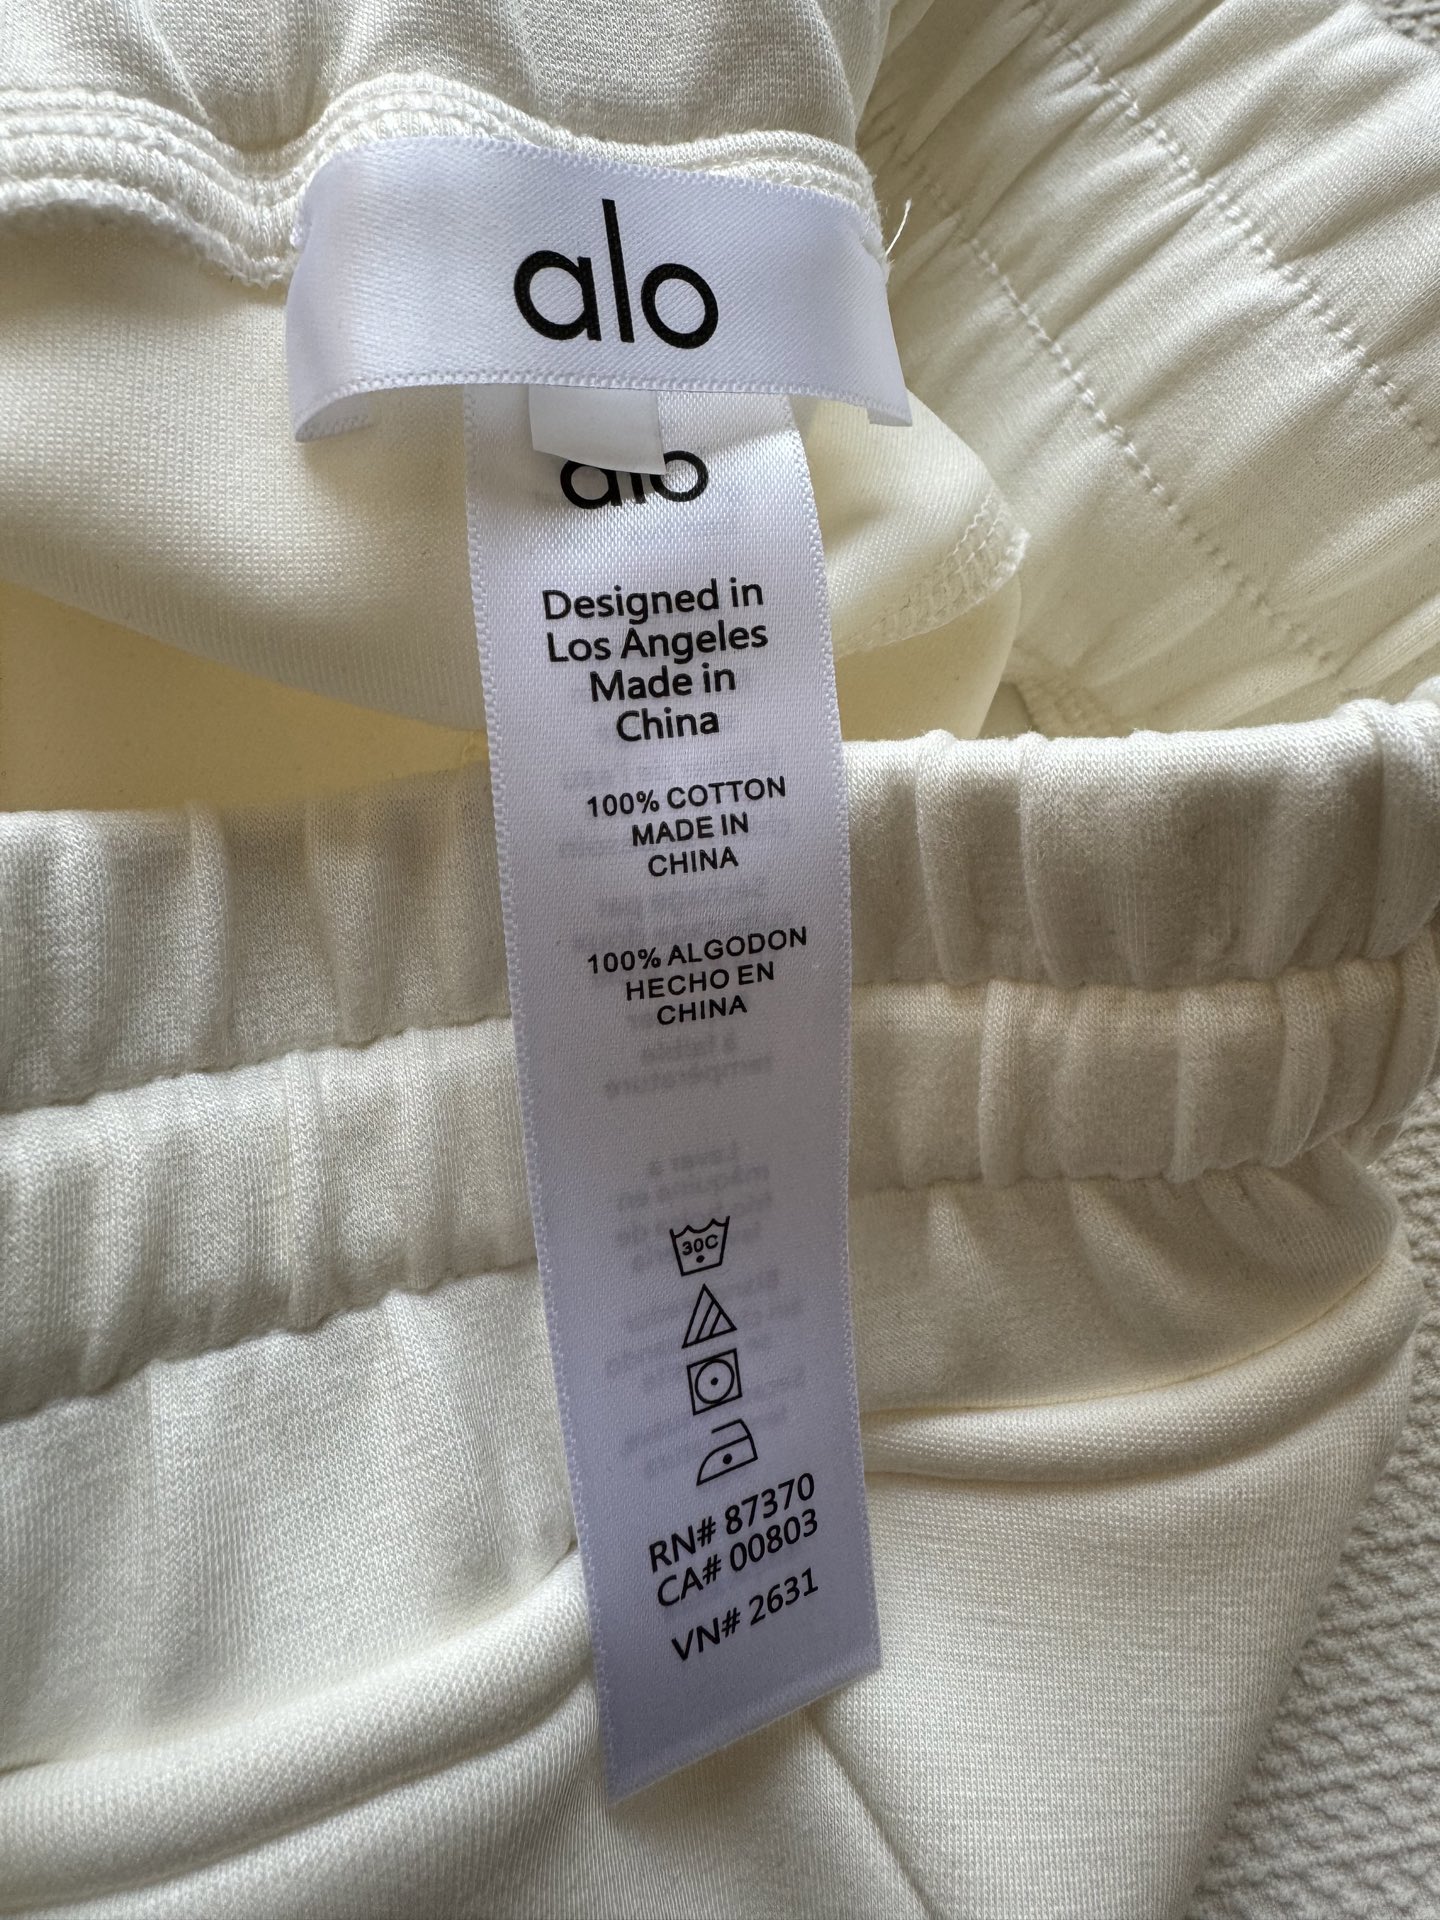 alo
alo
Designed in
Los Angeles
Made in
China
100% COTTON
MADE IN
CHINA
100% ALGODON
HECHO EN
CHINA
30C
RN# 87370
CA# 00803
VN# 2631